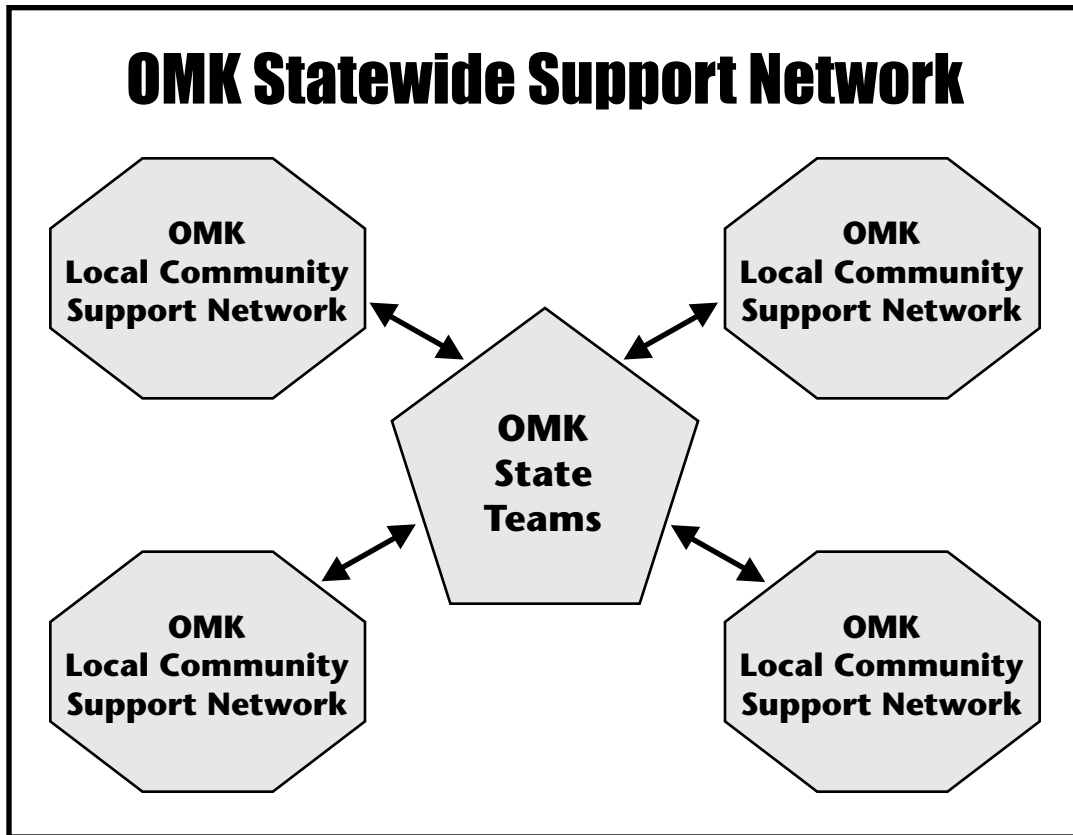 OMK Statewide Support Network
OMK
Local Community
Support Network
OMK
Local Community
Support Network
OMK
State
Teams
OMK
Local Community
Support Network
OMK
Local Community
Support Network